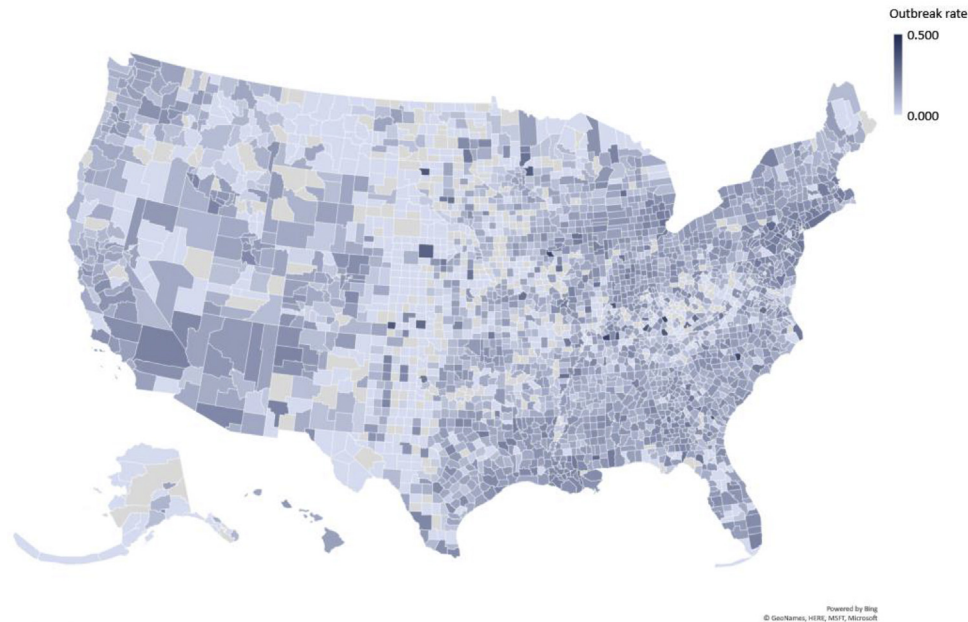 Outbreak rate
0.500
0.000
Powered by Bing
© GeoNames, HERE, MSFT, Microsoft